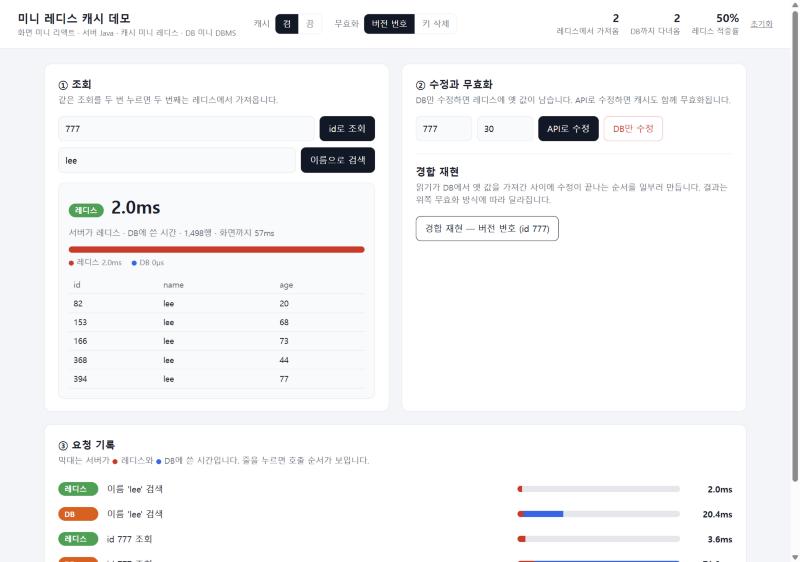 미니 레디스 캐시 데모
화면 미니 리액트 · 서버 Java · 캐시 미니 레디스 · DB 미니 DBMS
캐시 켬 끔 무효화 버전 번호 키 삭제
2 2 50%
레디스에서 가져옴 DB까지 다녀옴 레디스 적중률 초기화
① 조회
같은 조회를 두 번 누르면 두 번째는 레디스에서 가져옵니다.
777 id로 조회
lee 이름으로 검색
레디스 2.0ms
서버가 레디스 · DB에 쓴 시간 · 1,498행 · 화면까지 57ms
레디스 2.0ms DB 0μs
id name age
82 lee 20
153 lee 68
166 lee 73
368 lee 44
394 lee 77
② 수정과 무효화
DB만 수정하면 레디스에 옛 값이 남습니다. API로 수정하면 캐시도 함께 무효화됩니다.
777 30 API로 수정 DB만 수정
경합 재현
읽기가 DB에서 옛 값을 가져간 사이에 수정이 끝나는 순서를 일부러 만듭니다. 결과는
위쪽 무효화 방식에 따라 달라집니다.
경합 재현 — 버전 번호 (id 777)
③ 요청 기록
막대는 서버가 레디스와 DB에 쓴 시간입니다. 줄을 누르면 호출 순서가 보입니다.
레디스 이름 'lee' 검색 2.0ms
DB 이름 'lee' 검색 20.4ms
레디스 id 777 조회 3.6ms